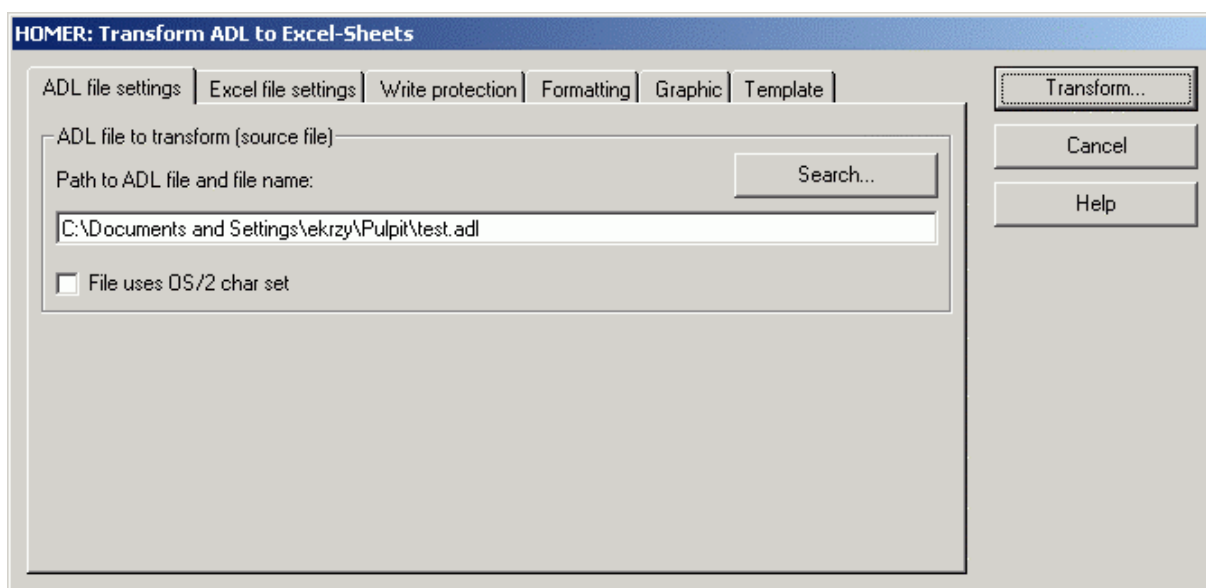 HOMER: Transform ADL to Excel-Sheets
ADL file settings Excel file settings Write protection Formatting Graphic Template
Transform...
ADL file to transform (source file)
Cancel
Path to ADL file and file name:
Search...
Help
C:\Documents and Settings\ekrzy\Pulpit\test.adl
File uses OS/2 char set